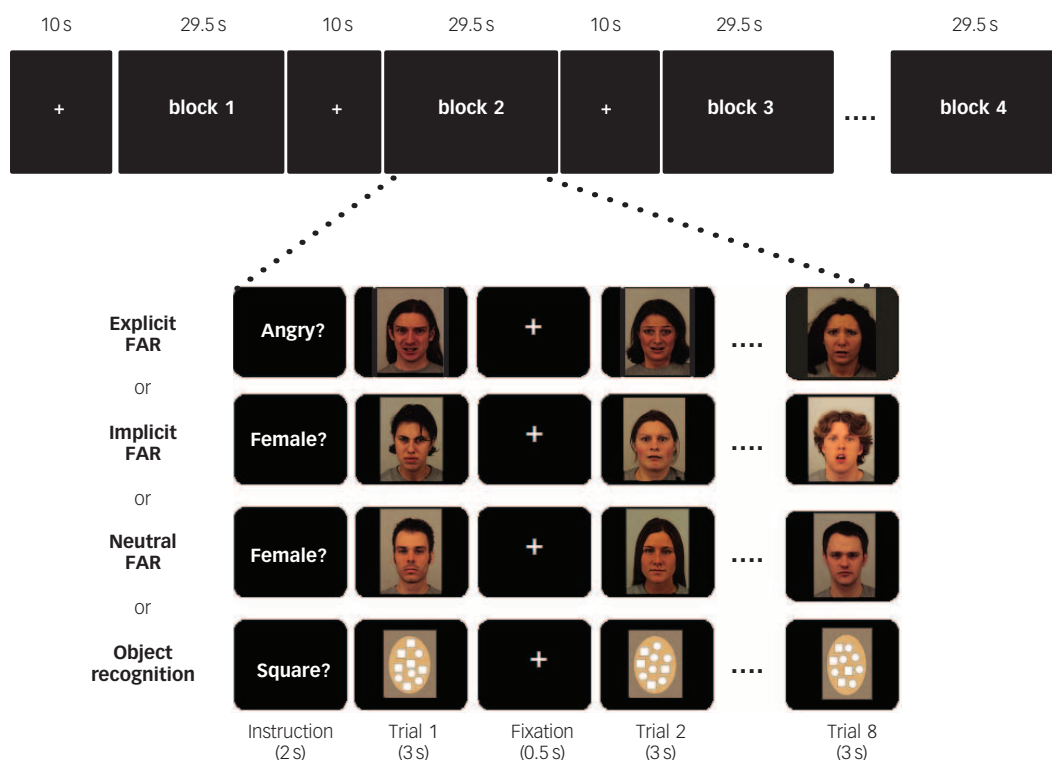 10 s 29.5 s 10 s 29.5 s 10 s 29.5 s 29.5 s
+ block 1 + block 2 + block 3 .... block 4
Explicit
FAR
Angry? + ....
or
Implicit
FAR
Female? + ....
or
Neutral
FAR
Female? + ....
or
Object
recognition
Square? + ....
Instruction
(2 s)
Trial 1
(3 s)
Fixation
(0.5 s)
Trial 2
(3 s)
Trial 8
(3 s)